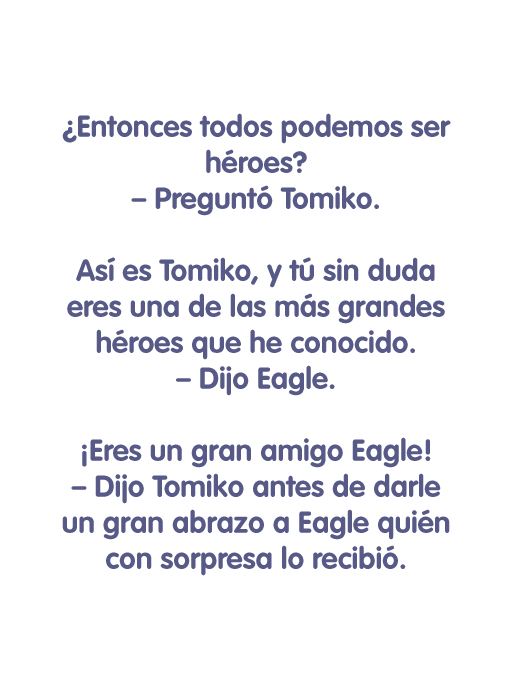 ¿Entonces todos podemos ser
héroes?
– Preguntó Tomiko.
Así es Tomiko, y tú sin duda
eres una de las más grandes
héroes que he conocido.
– Dijo Eagle.
¡Eres un gran amigo Eagle!
– Dijo Tomiko antes de darle
un gran abrazo a Eagle quién
con sorpresa lo recibió.